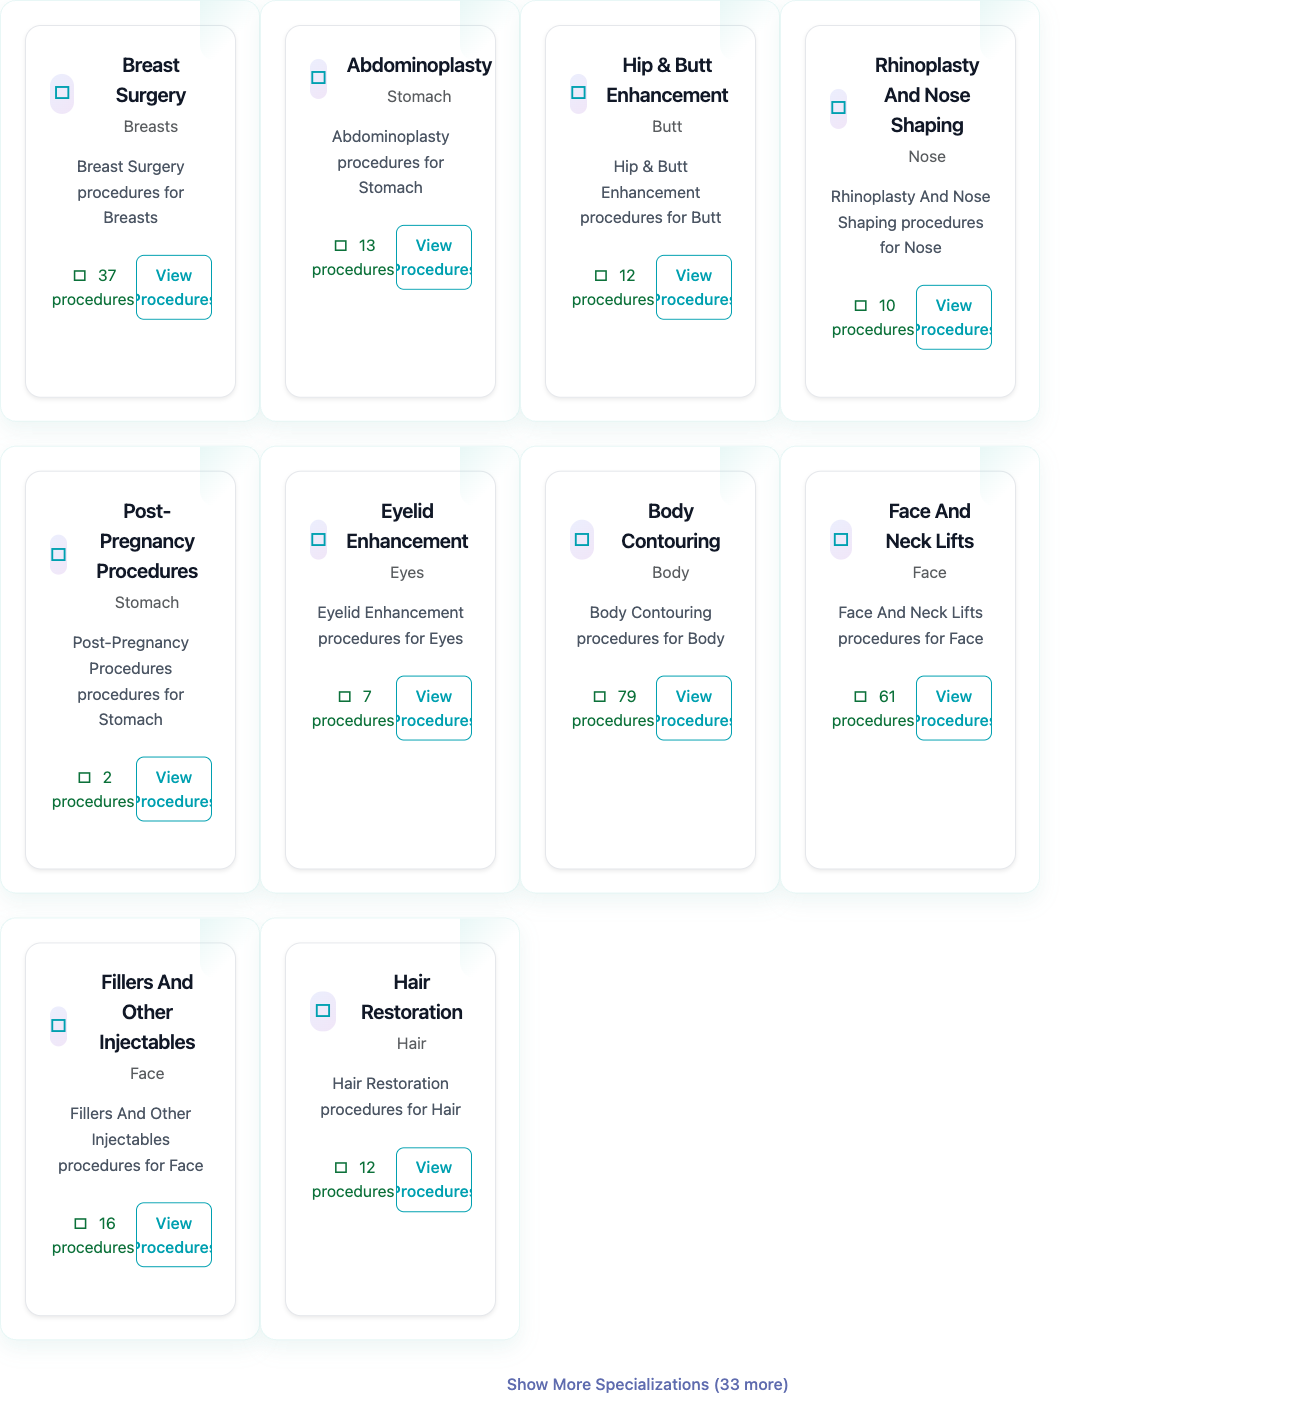 Breast
Surgery
Breasts
Breast Surgery
procedures for
Breasts
37
procedures
View
Procedures
Abdominoplasty
Stomach
Abdominoplasty
procedures for
Stomach
13
procedures
View
Procedures
Hip & Butt
Enhancement
Butt
Hip & Butt
Enhancement
procedures for Butt
12
procedures
View
Procedures
Rhinoplasty
And Nose
Shaping
Nose
Rhinoplasty And Nose
Shaping procedures
for Nose
10
procedures
View
Procedures
Post-
Pregnancy
Procedures
Stomach
Post-Pregnancy
Procedures
procedures for
Stomach
2
procedures
View
Procedures
Eyelid
Enhancement
Eyes
Eyelid Enhancement
procedures for Eyes
7
procedures
View
Procedures
Body
Contouring
Body
Body Contouring
procedures for Body
79
procedures
View
Procedures
Face And
Neck Lifts
Face
Face And Neck Lifts
procedures for Face
61
procedures
View
Procedures
Fillers And
Other
Injectables
Face
Fillers And Other
Injectables
procedures for Face
16
procedures
View
Procedures
Hair
Restoration
Hair
Hair Restoration
procedures for Hair
12
procedures
View
Procedures
Show More Specializations (33 more)